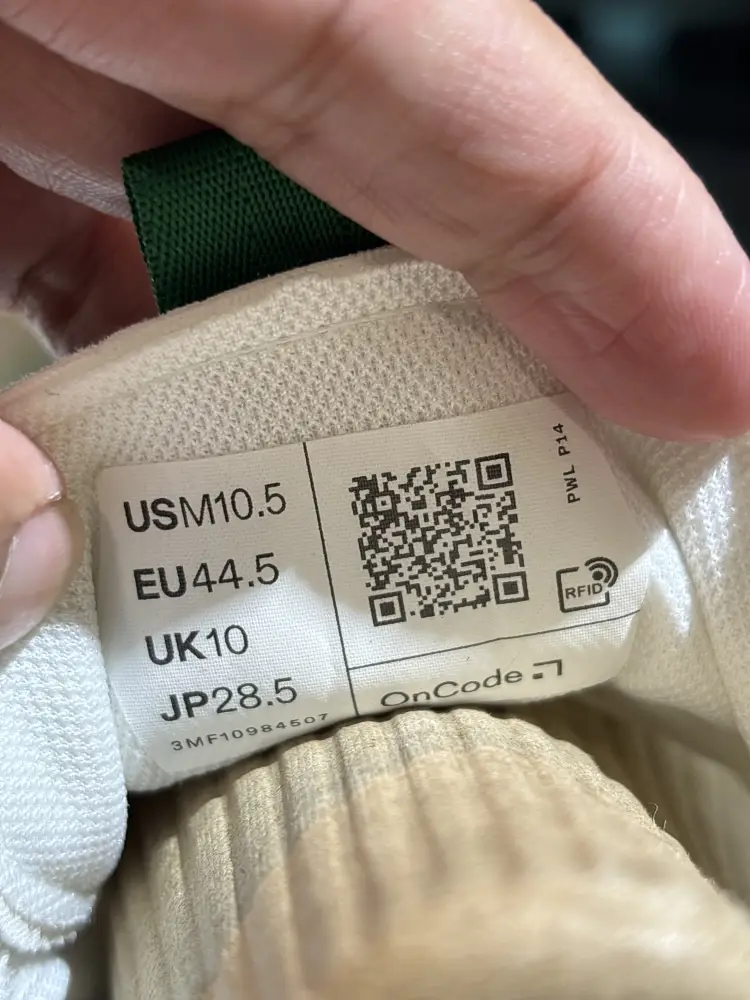 USM10.5
EU44.5
UK10
JP28.5
3MF10984507
PWL P14
RFID
OnCode